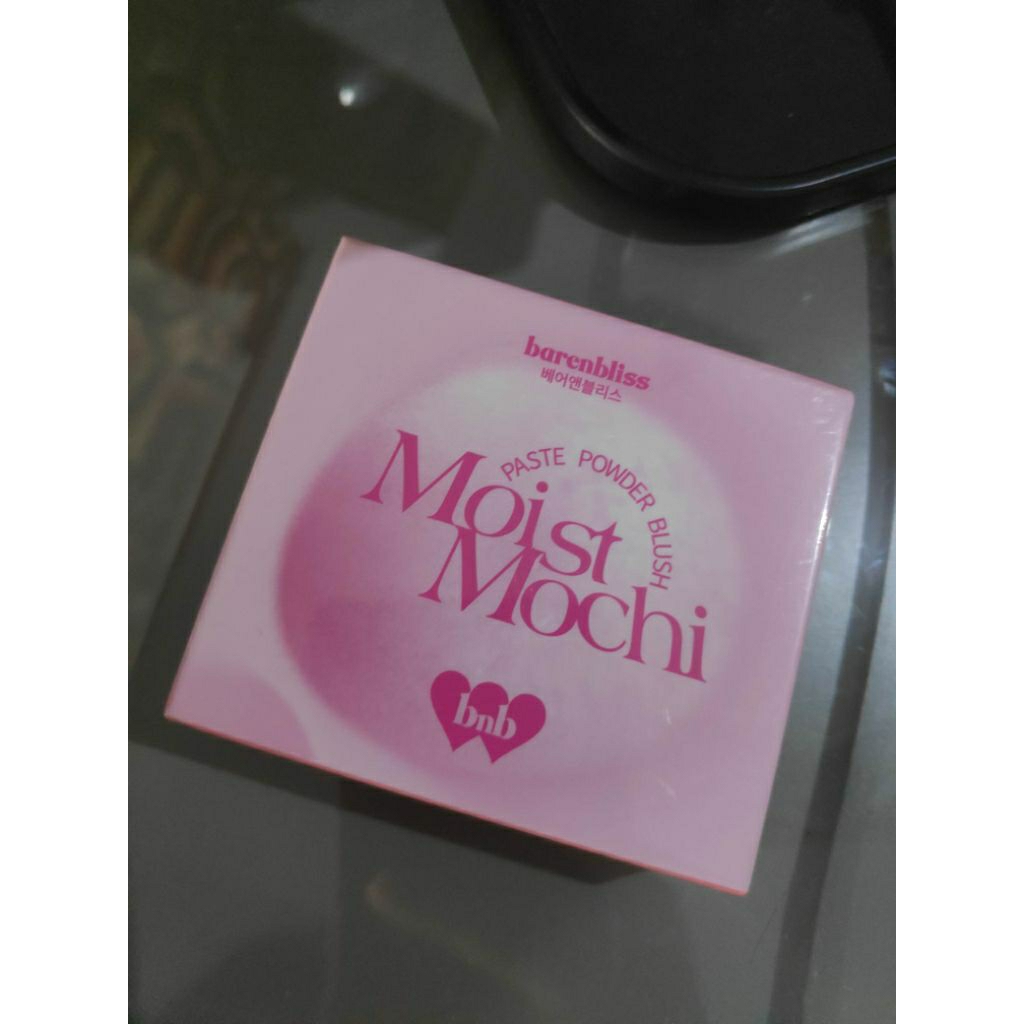 barenbliss
베어앤블리스
PASTE POWDER BLUSH
Moist
Mochi
bnb